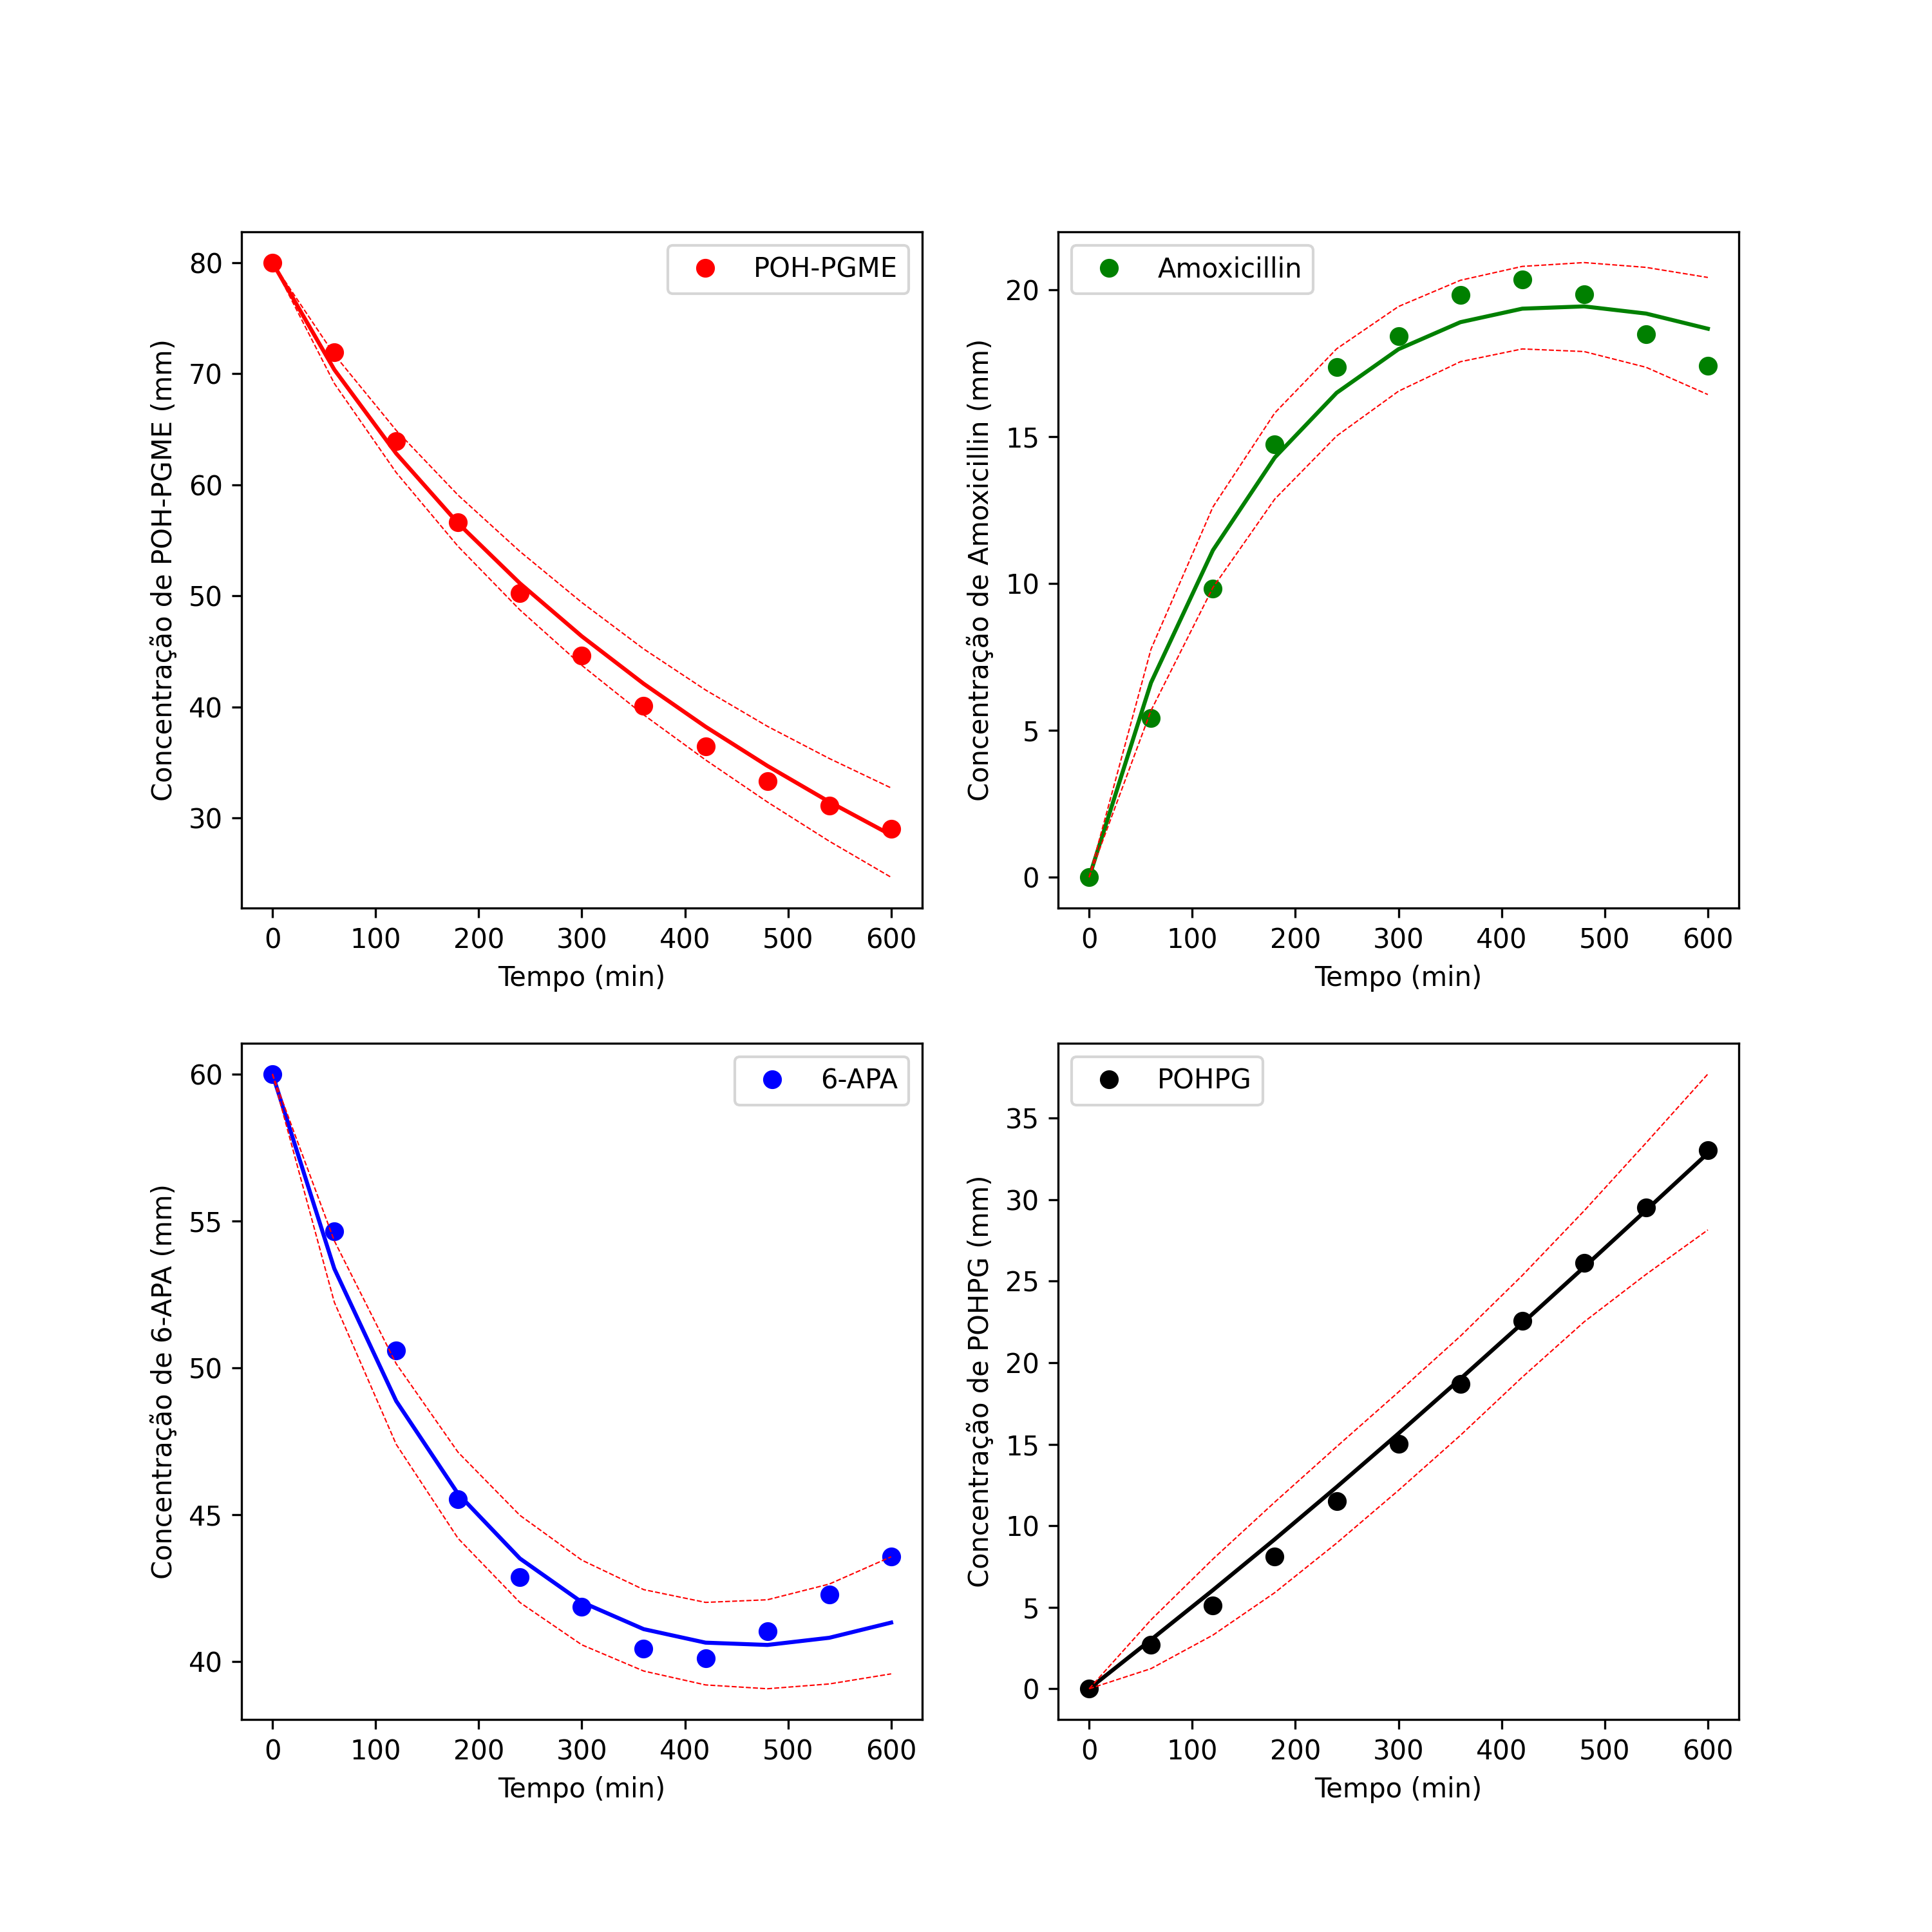 POH-PGME
Concentração de POH-PGME (mm)
80
70
60
50
40
30
0 100 200 300 400 500 600
Tempo (min)
Amoxicillin
Concentração de Amoxicillin (mm)
20
15
10
5
0
0 100 200 300 400 500 600
Tempo (min)
6-APA
Concentração de 6-APA (mm)
60
55
50
45
40
0 100 200 300 400 500 600
Tempo (min)
POHPG
Concentração de POHPG (mm)
35
30
25
20
15
10
5
0
0 100 200 300 400 500 600
Tempo (min)